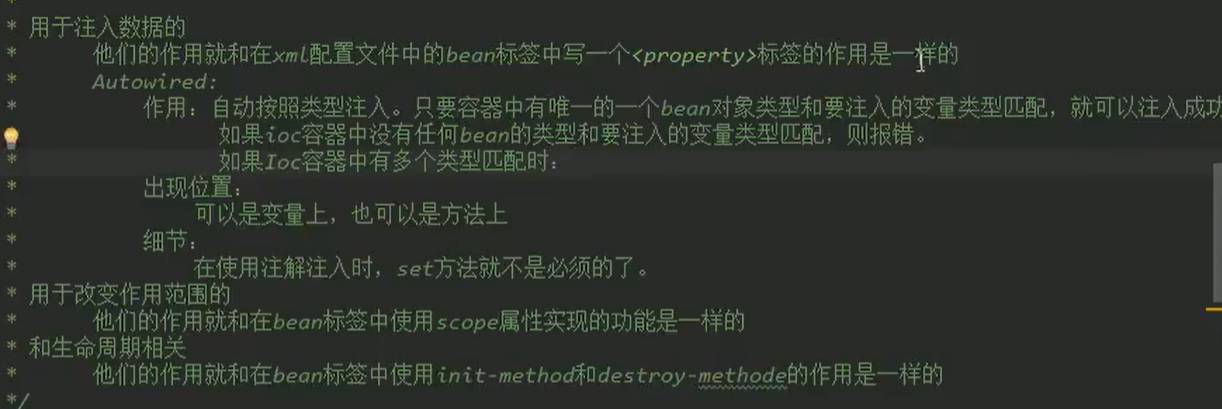 * 用于注入数据的
* 他们的作用就和在xml配置文件中的bean标签中写一个<property>标签的作用是一样的
* Autowired:
* 作用：自动按照类型注入。只要容器中有唯一的一个bean对象类型和要注入的变量类型匹配，就可以注入成功
* 如果ioc容器中没有任何bean的类型和要注入的变量类型匹配，则报错。
* 如果Ioc容器中有多个类型匹配时：
* 出现位置：
* 可以是变量上，也可以是方法上
* 细节：
* 在使用注解注入时，set方法就不是必须的了。
* 用于改变作用范围的
* 他们的作用就和在bean标签中使用scope属性实现的功能是一样的
* 和生命周期相关
* 他们的作用就和在bean标签中使用init-method和destroy-methode的作用是一样的
*/